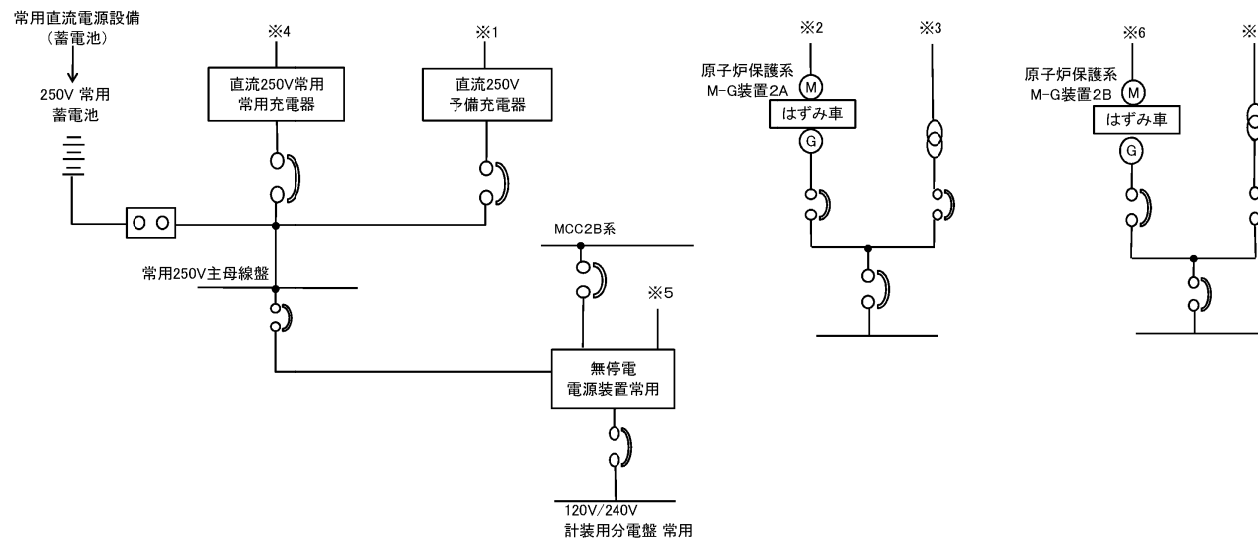 常用直流電源設備
（蓄電池）
250V 常用
蓄電池
※4
直流250V常用
常用充電器
※1
直流250V
予備充電器
常用250V主母線盤
MCC2B系
※5
無停電
電源装置常用
120V/240V
計装用分電盤 常用
※2
※3
原子炉保護系
M-G装置2A
M
はずみ車
G
※6
※
原子炉保護系
M-G装置2B
M
はずみ車
G